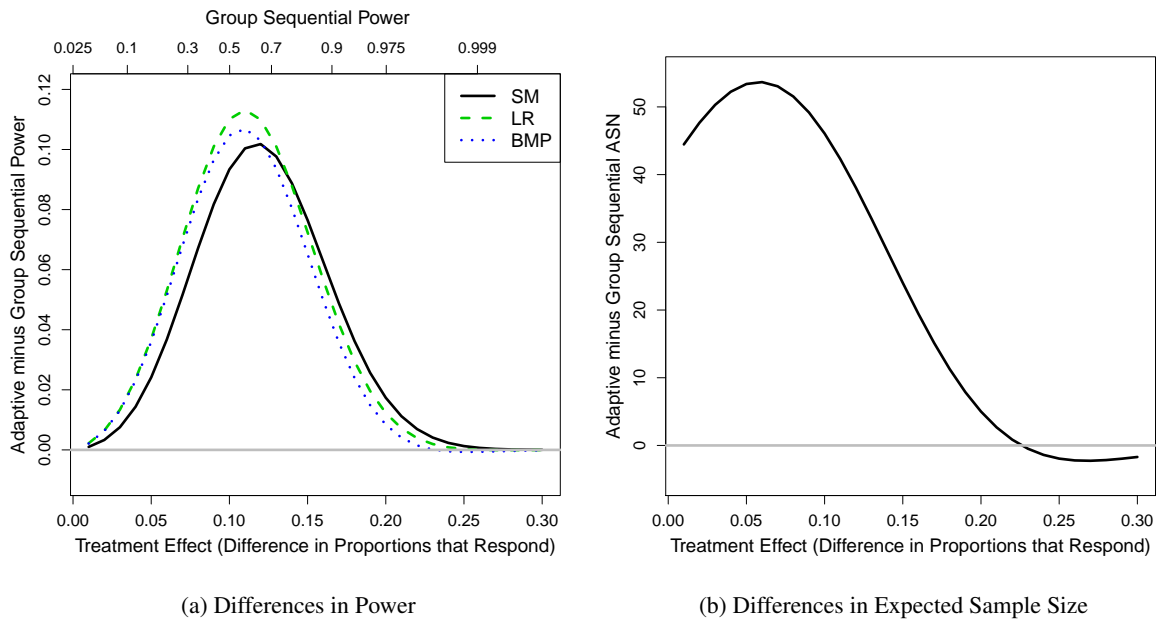 Group Sequential Power
0.025 0.1 0.3 0.5 0.7 0.9 0.975 0.999
Adaptive minus Group Sequential Power
0.12
0.10
0.08
0.06
0.04
0.02
0.00
SM
LR
BMP
0.00 0.05 0.10 0.15 0.20 0.25 0.30
Treatment Effect (Difference in Proportions that Respond)
(a) Differences in Power
Adaptive minus Group Sequential ASN
50
40
30
20
10
0
0.00 0.05 0.10 0.15 0.20 0.25 0.30
Treatment Effect (Difference in Proportions that Respond)
(b) Differences in Expected Sample Size